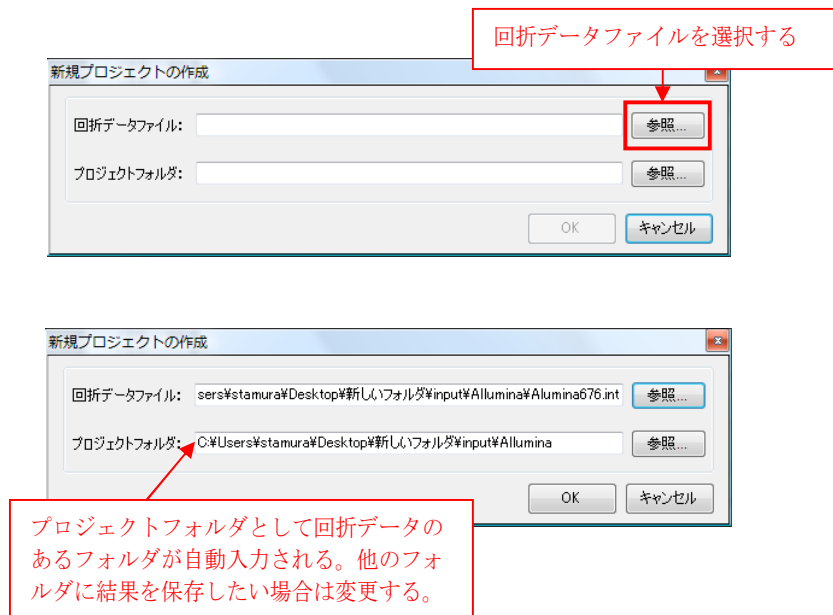 回折データファイルを選択する
新規プロジェクトの作成
回折データファイル: 参照...
プロジェクトフォルダ: 参照...
OK キャンセル
新規プロジェクトの作成
回折データファイル: sers¥stamura¥Desktop¥新しいフォルダ¥input¥Allumina¥Alumina676.int 参照...
プロジェクトフォルダ: C:¥Users¥stamura¥Desktop¥新しいフォルダ¥input¥Allumina 参照...
OK キャンセル
プロジェクトフォルダとして回折データの
あるフォルダが自動入力される。他のフォ
ルダに結果を保存したい場合は変更する。